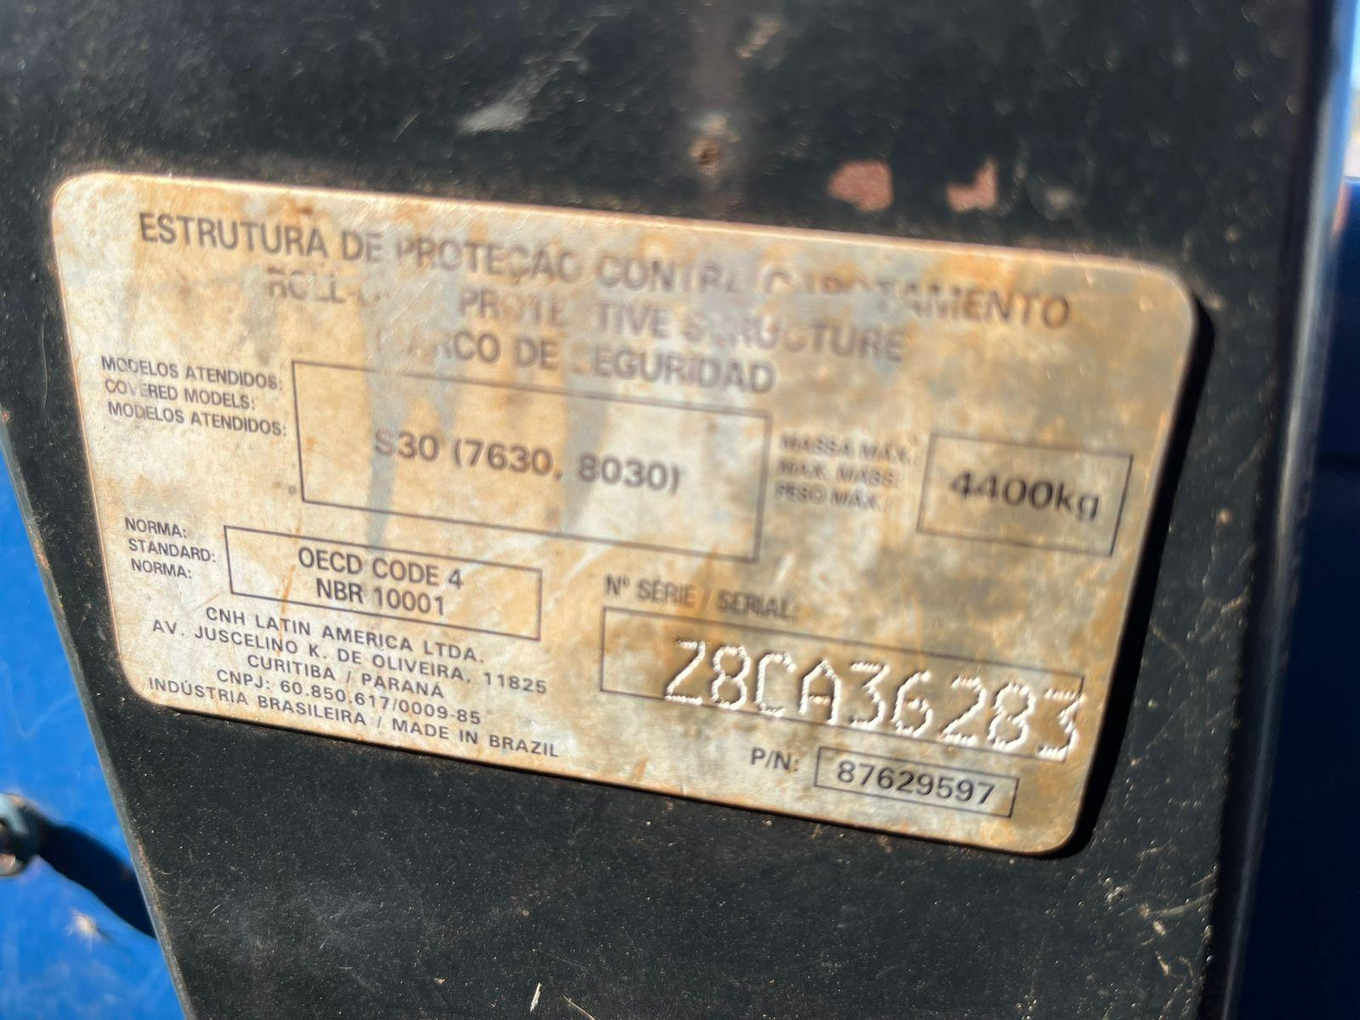 ESTRUTURA DE PROTEÇÃO CONTRA CAPOTAMENTO
PROTECTIVE STRUCTURE
DE SEGURIDAD
MODELOS ATENDIDOS:
COVERED MODELS:
MODELOS ATENDIDOS:
S30 (7630, 8030)
MASSA MÁX.:
MAX. MASS:
PESO MÁX.:
4400kg
NORMA:
STANDARD:
NORMA:
OECD CODE 4
NBR 10001
CNH LATIN AMERICA LTDA.
AV. JUSCELINO K. DE OLIVEIRA, 11825
CURITIBA / PARANÁ
CNPJ: 60.850.617/0009-85
INDÚSTRIA BRASILEIRA / MADE IN BRAZIL
Nº SÉRIE / SERIAL:
Z8CA36283
P/N: 87629597